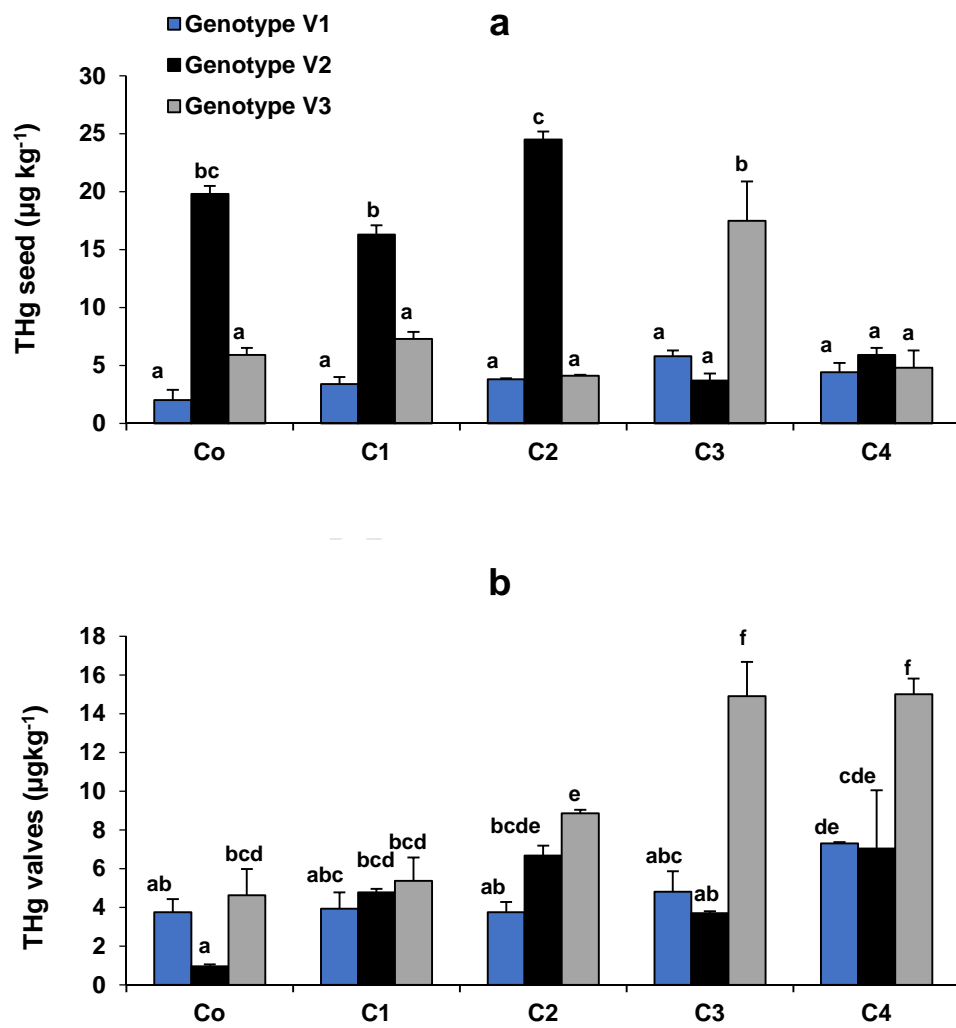 Genotype V1
a
Genotype V2
Genotype V3
THg seed (µg kg⁻¹)
30
25
20
15
10
5
0
a
bc
a
a
b
a
a
c
a
a
a
b
a
a
a
Co C1 C2 C3 C4
b
THg valves (µgkg⁻¹)
18
16
14
12
10
8
6
4
2
0
ab
a
bcd
abc
bcd
bcd
ab
bcde
e
abc
ab
f
de
cde
f
Co C1 C2 C3 C4